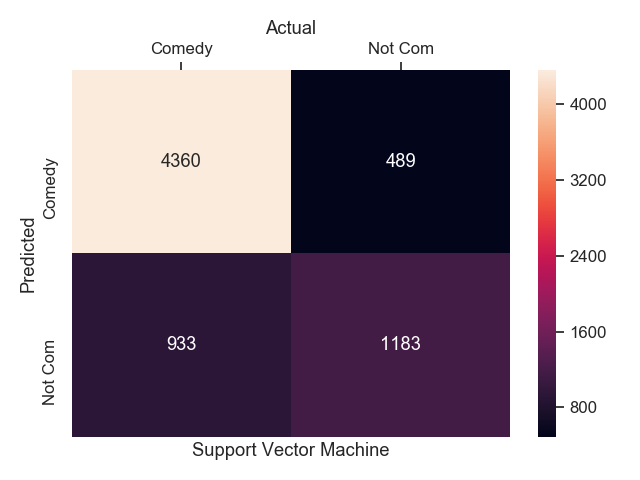 Actual
Comedy Not Com
4360 489
933 1183
Predicted
Comedy
Not Com
Support Vector Machine
4000
3200
2400
1600
800